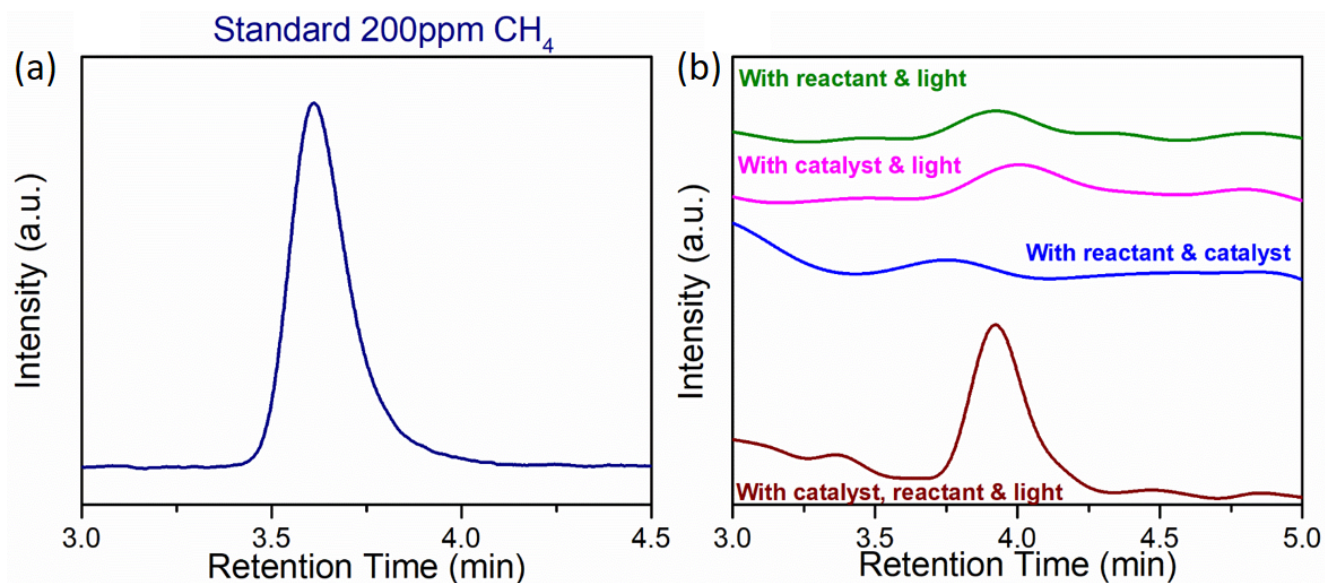 Standard 200ppm CH₄
(a)
Intensity (a.u.)
3.0 3.5 4.0 4.5
Retention Time (min)
(b)
With reactant & light
With catalyst & light
With reactant & catalyst
With catalyst, reactant & light
Intensity (a.u.)
3.0 3.5 4.0 4.5 5.0
Retention Time (min)